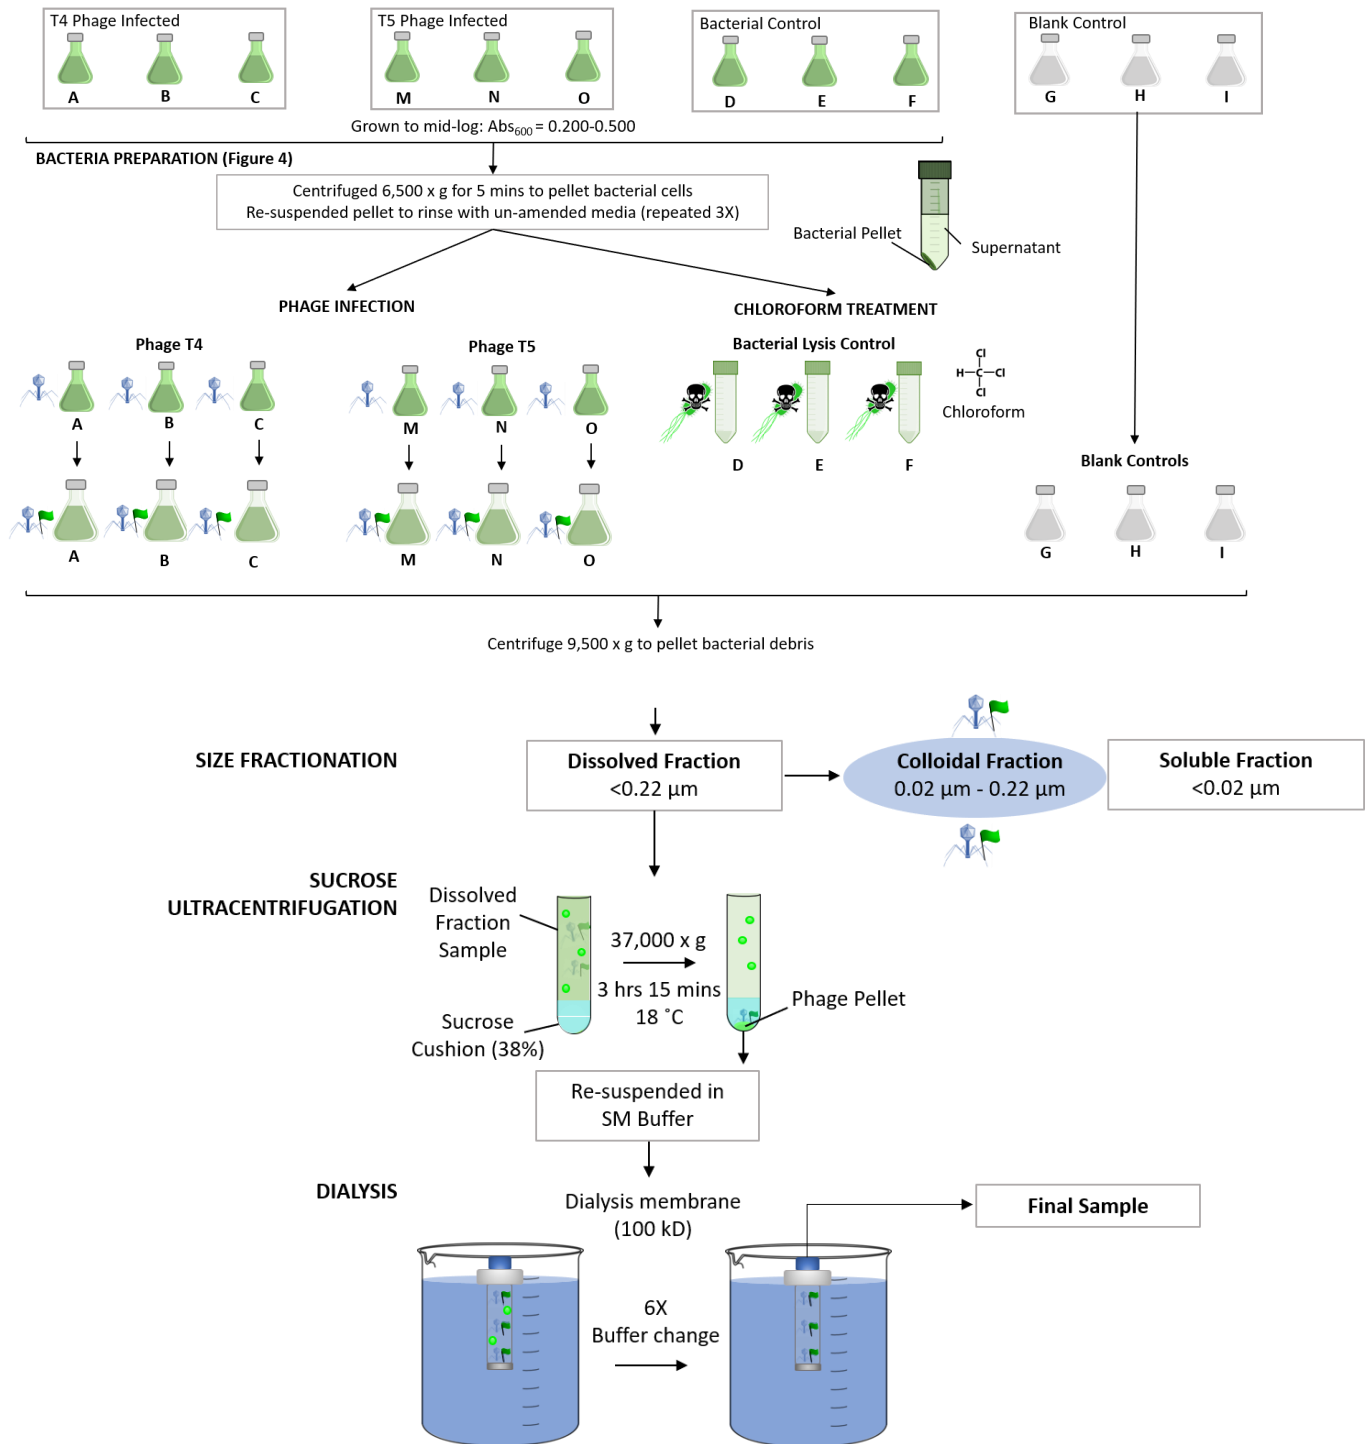 T4 Phage Infected
A
B
C
T5 Phage Infected
M
N
O
Bacterial Control
D
E
F
Blank Control
G
H
I
Grown to mid-log: Abs600 = 0.200-0.500
BACTERIA PREPARATION (Figure 4)
Centrifuged 6,500 x g for 5 mins to pellet bacterial cells
Re-suspended pellet to rinse with un-amended media (repeated 3X)
Bacterial Pellet
Supernatant
PHAGE INFECTION
CHLOROFORM TREATMENT
Phage T4
A
B
C
A
B
C
Phage T5
M
N
O
M
N
O
Bacterial Lysis Control
D
E
F
Cl
H-C-Cl
Cl
Chloroform
Blank Controls
G
H
I
Centrifuge 9,500 x g to pellet bacterial debris
SIZE FRACTIONATION
Dissolved Fraction
<0.22 µm
Colloidal Fraction
0.02 µm - 0.22 µm
Soluble Fraction
<0.02 µm
SUCROSE
ULTRACENTRIFUGATION
Dissolved
Fraction
Sample
Sucrose
Cushion (38%)
37,000 x g
3 hrs 15 mins
18 ˚C
Phage Pellet
Re-suspended in
SM Buffer
DIALYSIS
Dialysis membrane
(100 kD)
6X
Buffer change
Final Sample